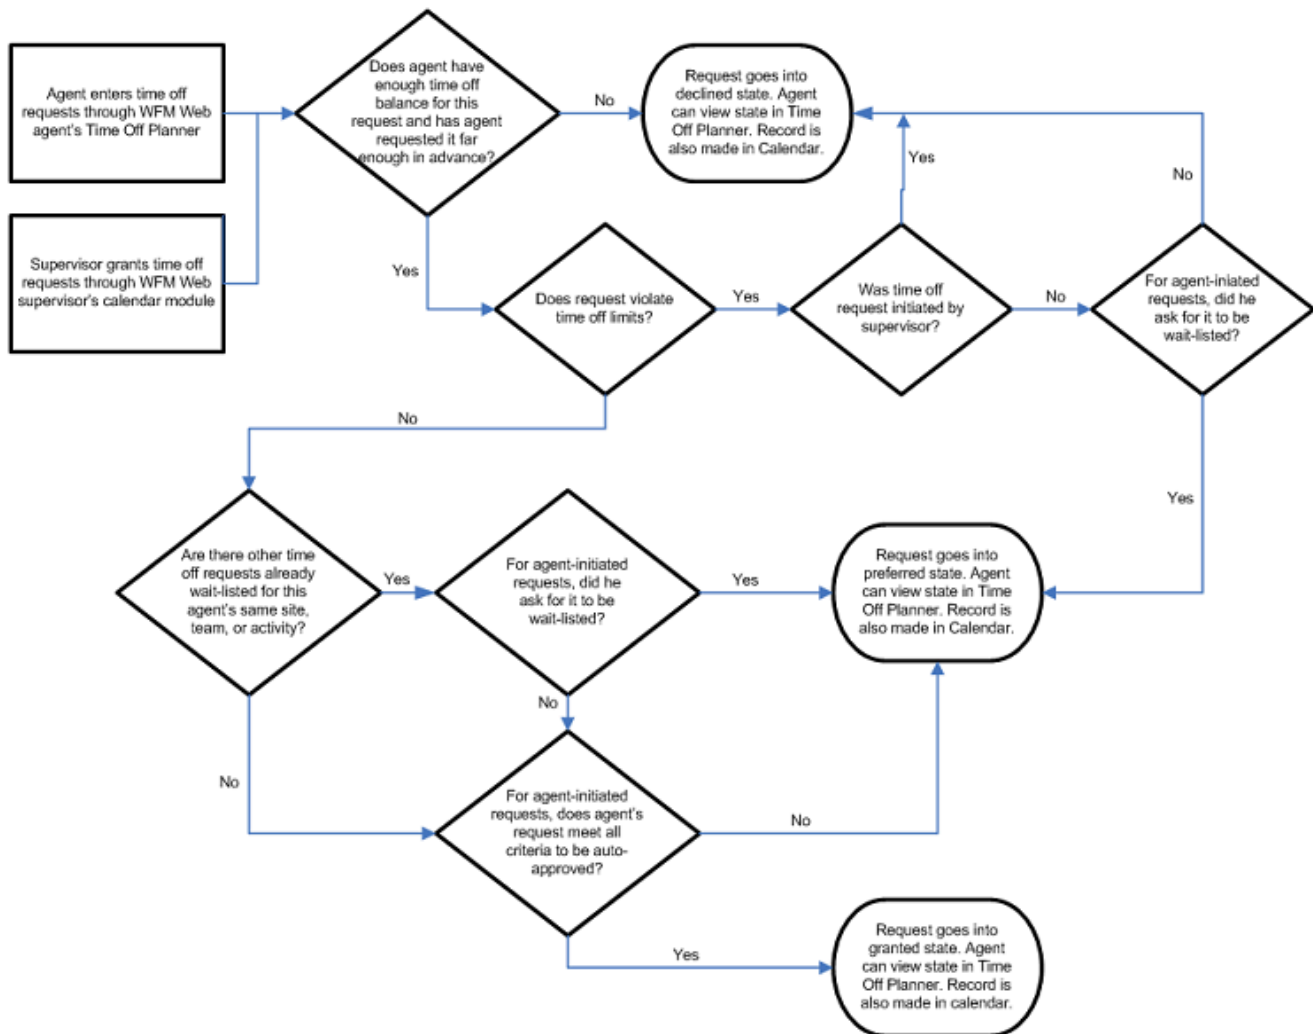 Agent enters time off
requests through WFM Web
agent's Time Off Planner
Does agent have
enough time off
balance for this
request and has agent
requested it far
enough in advance?
No
Request goes into
declined state. Agent
can view state in Time
Off Planner. Record is
also made in Calendar.
Yes
No
Supervisor grants time off
requests through WFM Web
supervisor's calendar module
Yes
Does request violate
time off limits?
Yes
Was time off
request initiated by
supervisor?
No
For agent-iniated
requests, did he
ask for it to be
wait-listed?
No
Yes
Are there other time
off requests already
wait-listed for this
agent's same site,
team, or activity?
Yes
For agent-initiated
requests, did he
ask for it to be
wait-listed?
Yes
Request goes into
preferred state. Agent
can view state in Time
Off Planner. Record is
also made in Calendar.
No
No
For agent-initiated
requests, does agent's
request meet all
criteria to be auto-
approved?
No
Yes
Request goes into
granted state. Agent
can view state in Time
Off Planner. Record is
also made in calendar.